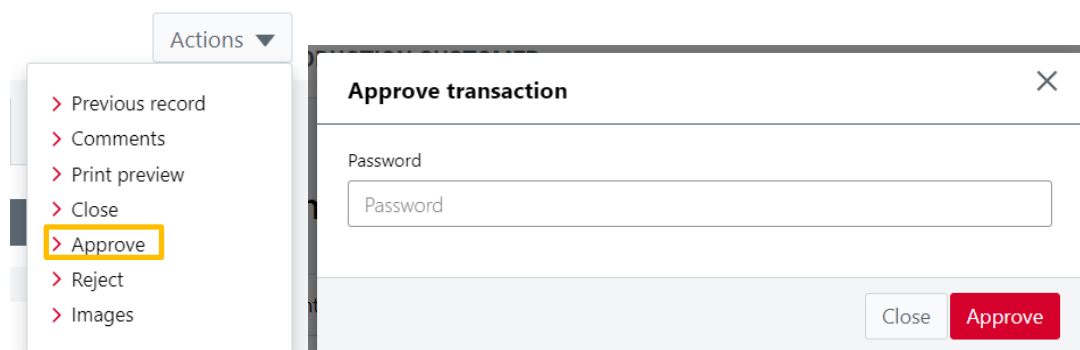 Actions
Previous record
Comments
Print preview
Close
Approve
Reject
Images
Approve transaction
Password
Password
Close
Approve